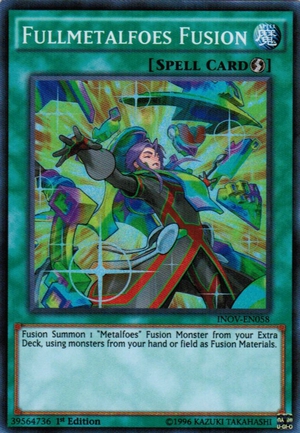 FULLMETALFOES FUSION
魔
[SPELL CARD]
INOV-EN058
Fusion Summon 1 "Metalfoes" Fusion Monster from your Extra
Deck, using monsters from your hand or field as Fusion Materials.
39564736 1st Edition ©1996 KAZUKI TAKAHASHI